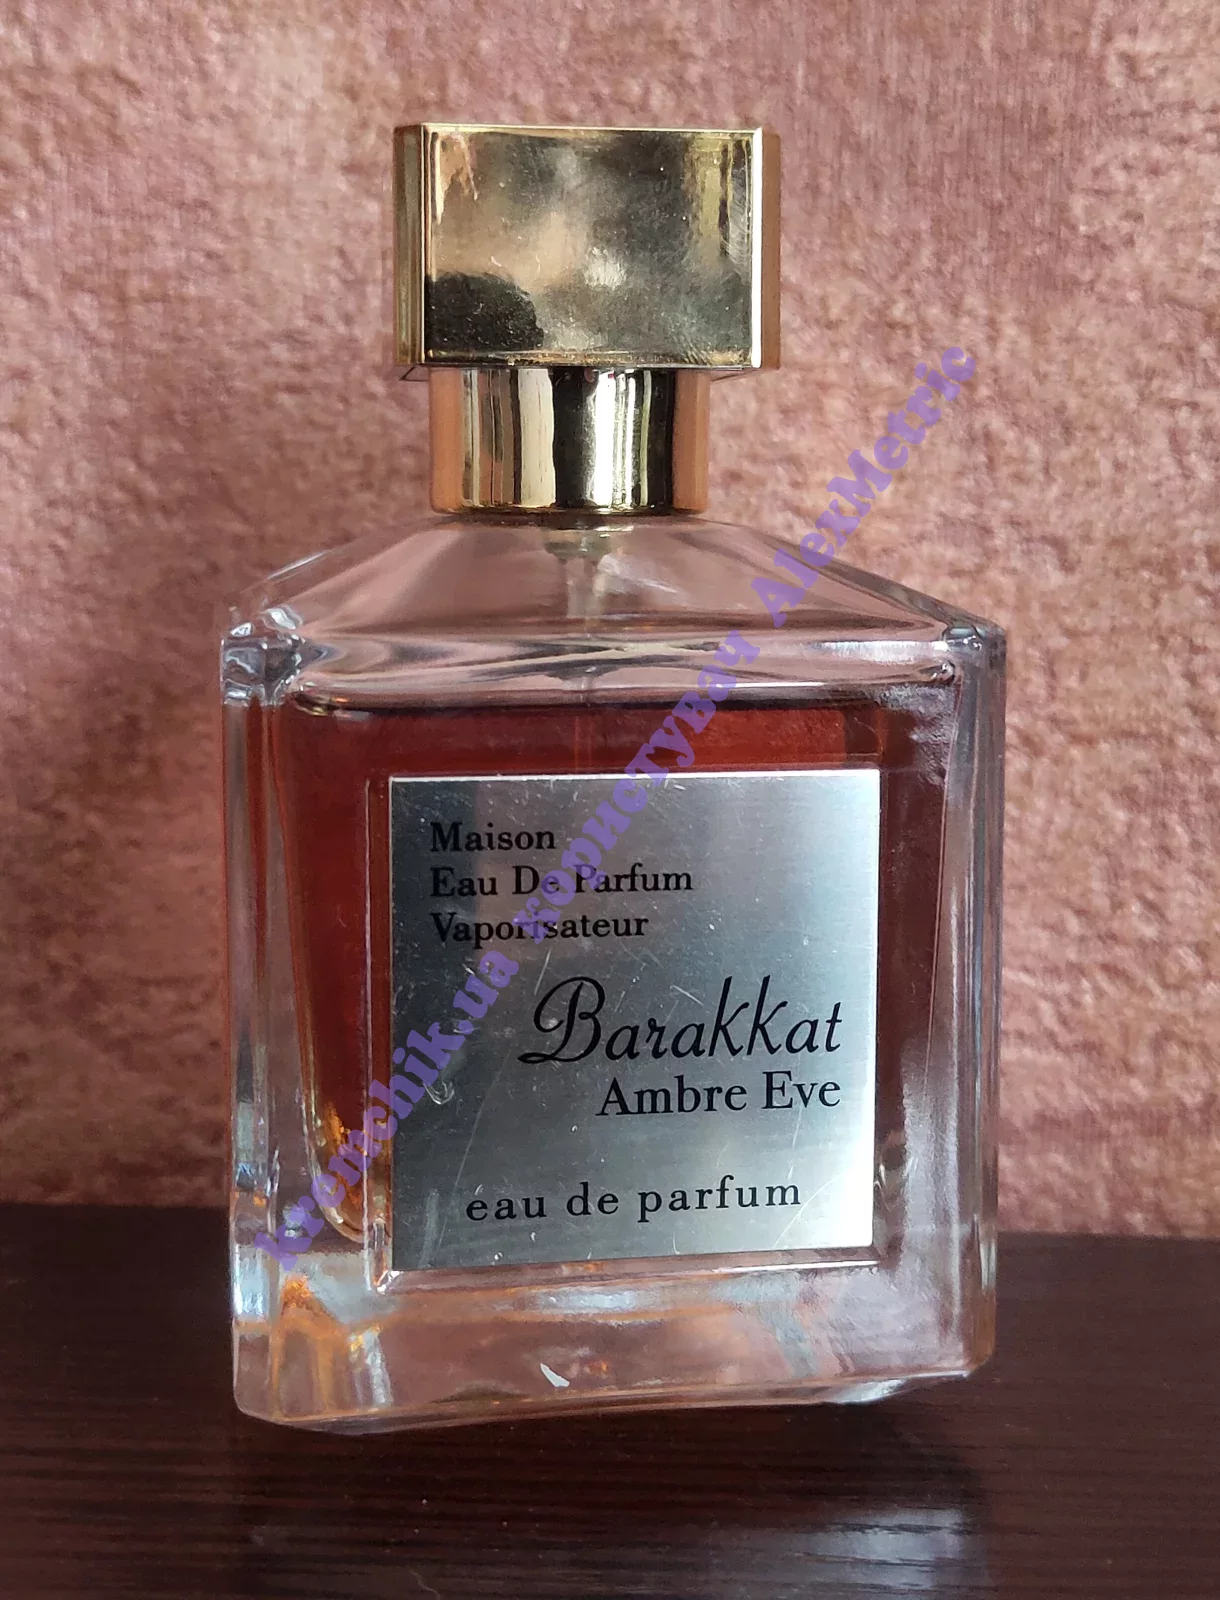 Maison
Eau De Parfum
Vaporisateur
Barakkat
Ambre Eve
eau de parfum
kremchik.ua користувач AlexMetric